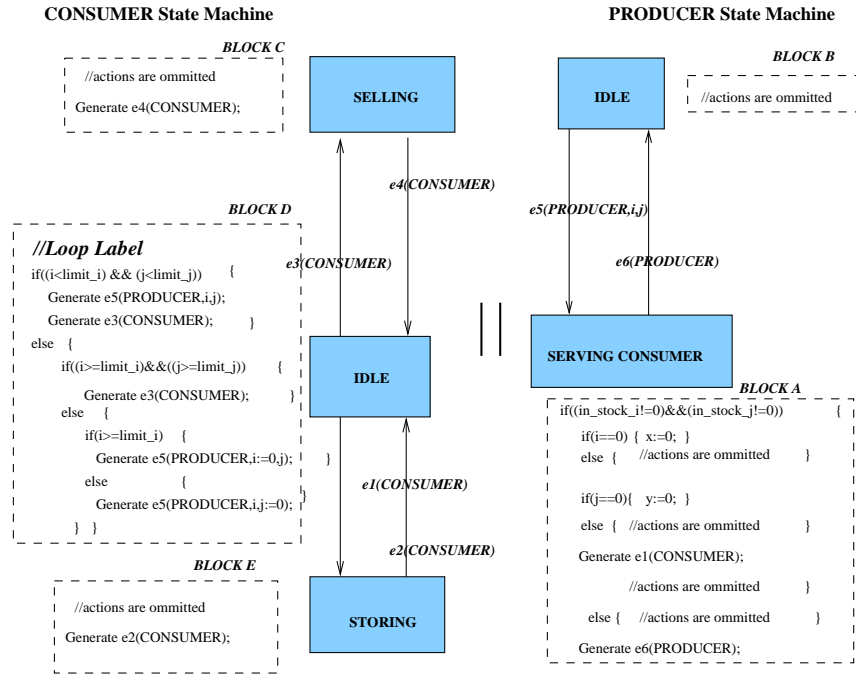 CONSUMER State Machine
PRODUCER State Machine
BLOCK C
//actions are ommitted
Generate e4(CONSUMER);
SELLING
IDLE
BLOCK B
//actions are ommitted
e4(CONSUMER)
e5(PRODUCER,i,j)
e6(PRODUCER)
e3(CONSUMER)
BLOCK D
//Loop Label
if((i<limit_i) && (j<limit_j)) {
Generate e5(PRODUCER,i,j);
Generate e3(CONSUMER); }
else {
if((i>=limit_i)&&((j>=limit_j)) {
Generate e3(CONSUMER); }
else {
if(i>=limit_i) {
Generate e5(PRODUCER,i:=0,j); }
else {
Generate e5(PRODUCER,i,j:=0); }
} }
IDLE
||
SERVING CONSUMER
BLOCK A
if((in_stock_i!=0)&&(in_stock_j!=0)) {
if(i==0) { x:=0; }
else { //actions are ommitted }
if(j==0){ y:=0; }
else { //actions are ommitted }
Generate e1(CONSUMER);
//actions are ommitted }
else { //actions are ommitted }
Generate e6(PRODUCER);
e1(CONSUMER)
e2(CONSUMER)
BLOCK E
//actions are ommitted
Generate e2(CONSUMER);
STORING